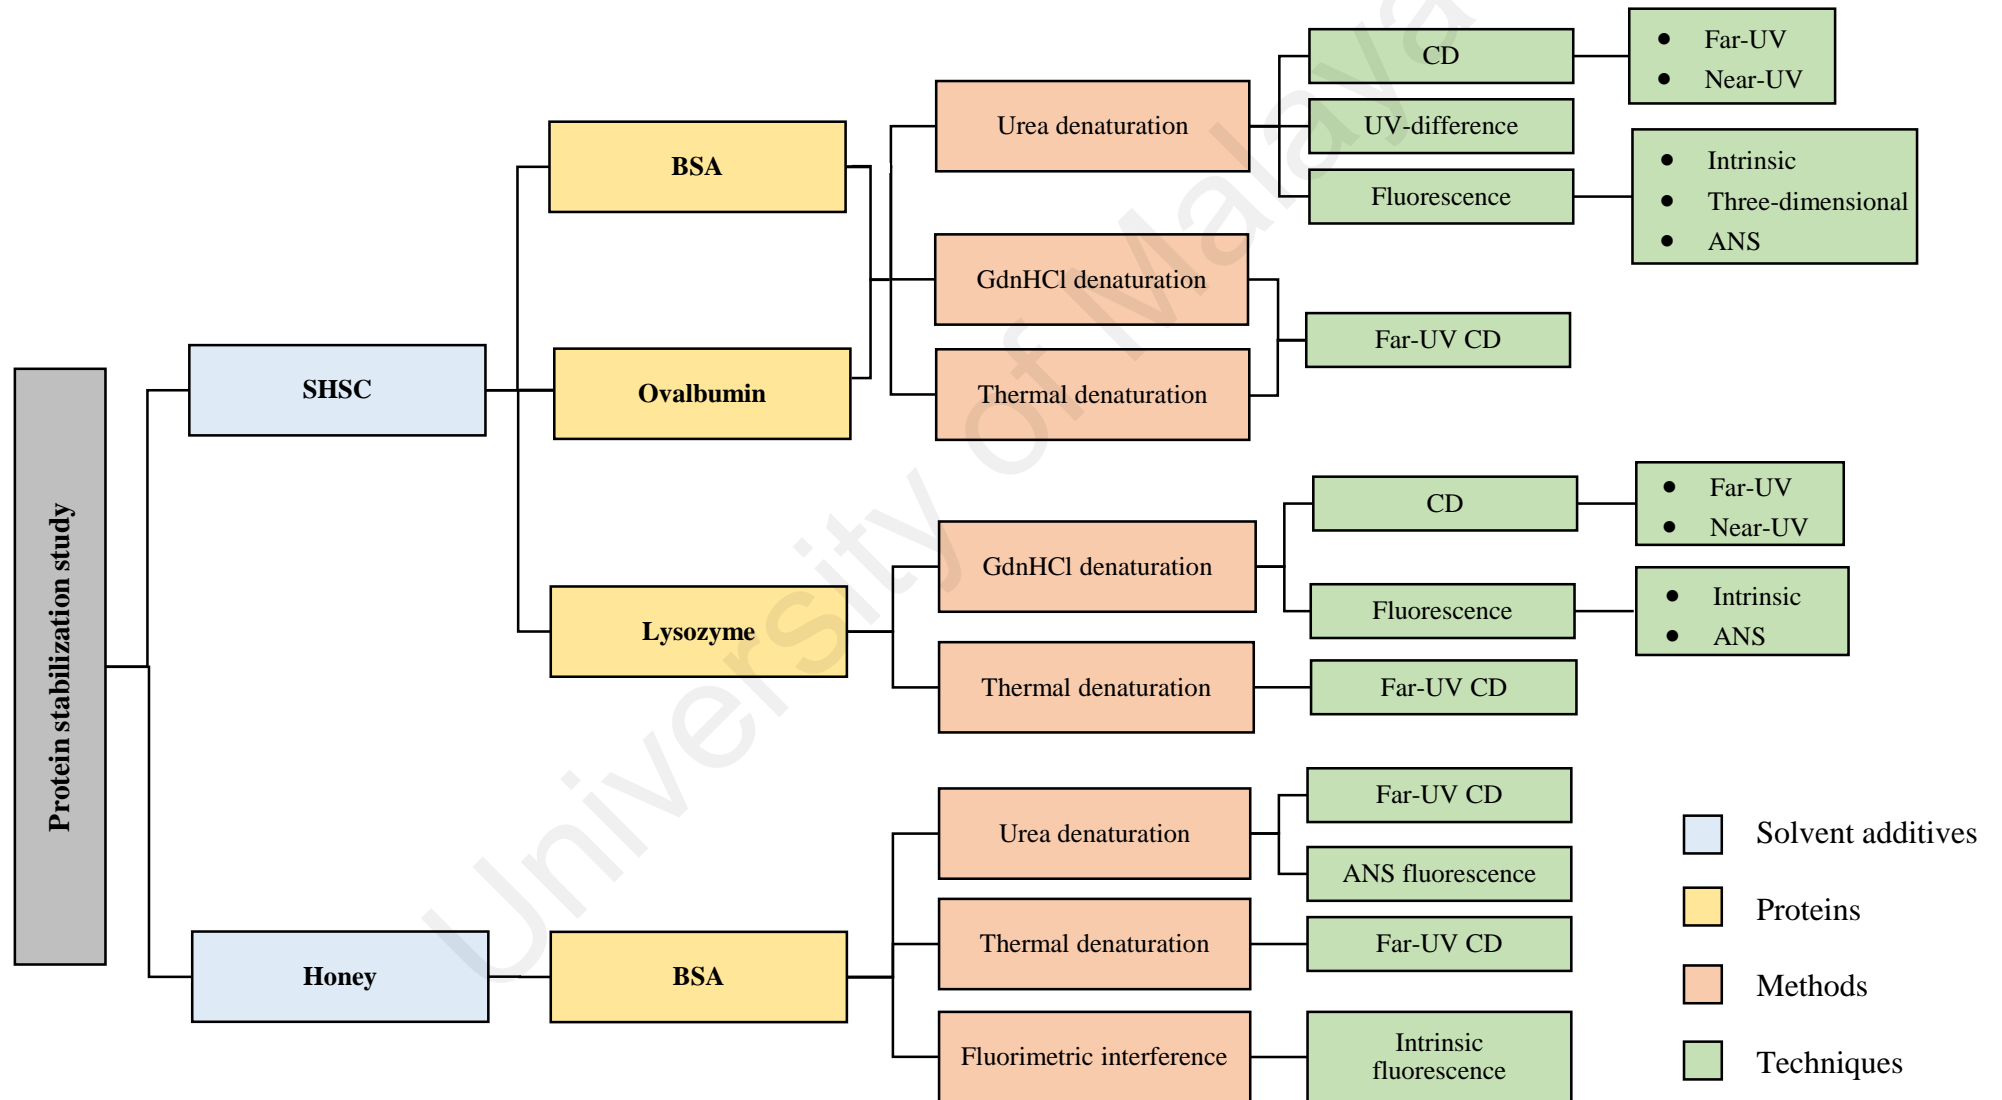 Protein stabilization study
SHSC
BSA
Ovalbumin
Lysozyme
Urea denaturation
GdnHCl denaturation
Thermal denaturation
CD
UV-difference
Fluorescence
• Far-UV
• Near-UV
• Intrinsic
• Three-dimensional
• ANS
Far-UV CD
GdnHCl denaturation
Thermal denaturation
CD
Fluorescence
Far-UV CD
• Far-UV
• Near-UV
• Intrinsic
• ANS
Honey
BSA
Urea denaturation
Thermal denaturation
Fluorimetric interference
Far-UV CD
ANS fluorescence
Far-UV CD
Intrinsic
fluorescence
Solvent additives
Proteins
Methods
Techniques
University of Malaya